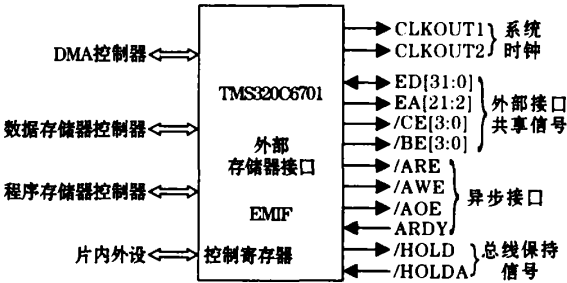 DMA控制器
数据存储器控制器
程序存储器控制器
片内外设
TMS320C6701
外部
存储器接口
EMIF
控制寄存器
CLKOUT1
CLKOUT2
系统
时钟
ED[31:0]
EA[21:2]
/CE[3:0]
/BE[3:0]
外部接口
共享信号
/ARE
/AWE
/AOE
ARDY
异步接口
/HOLD
/HOLDA
总线保持
信号